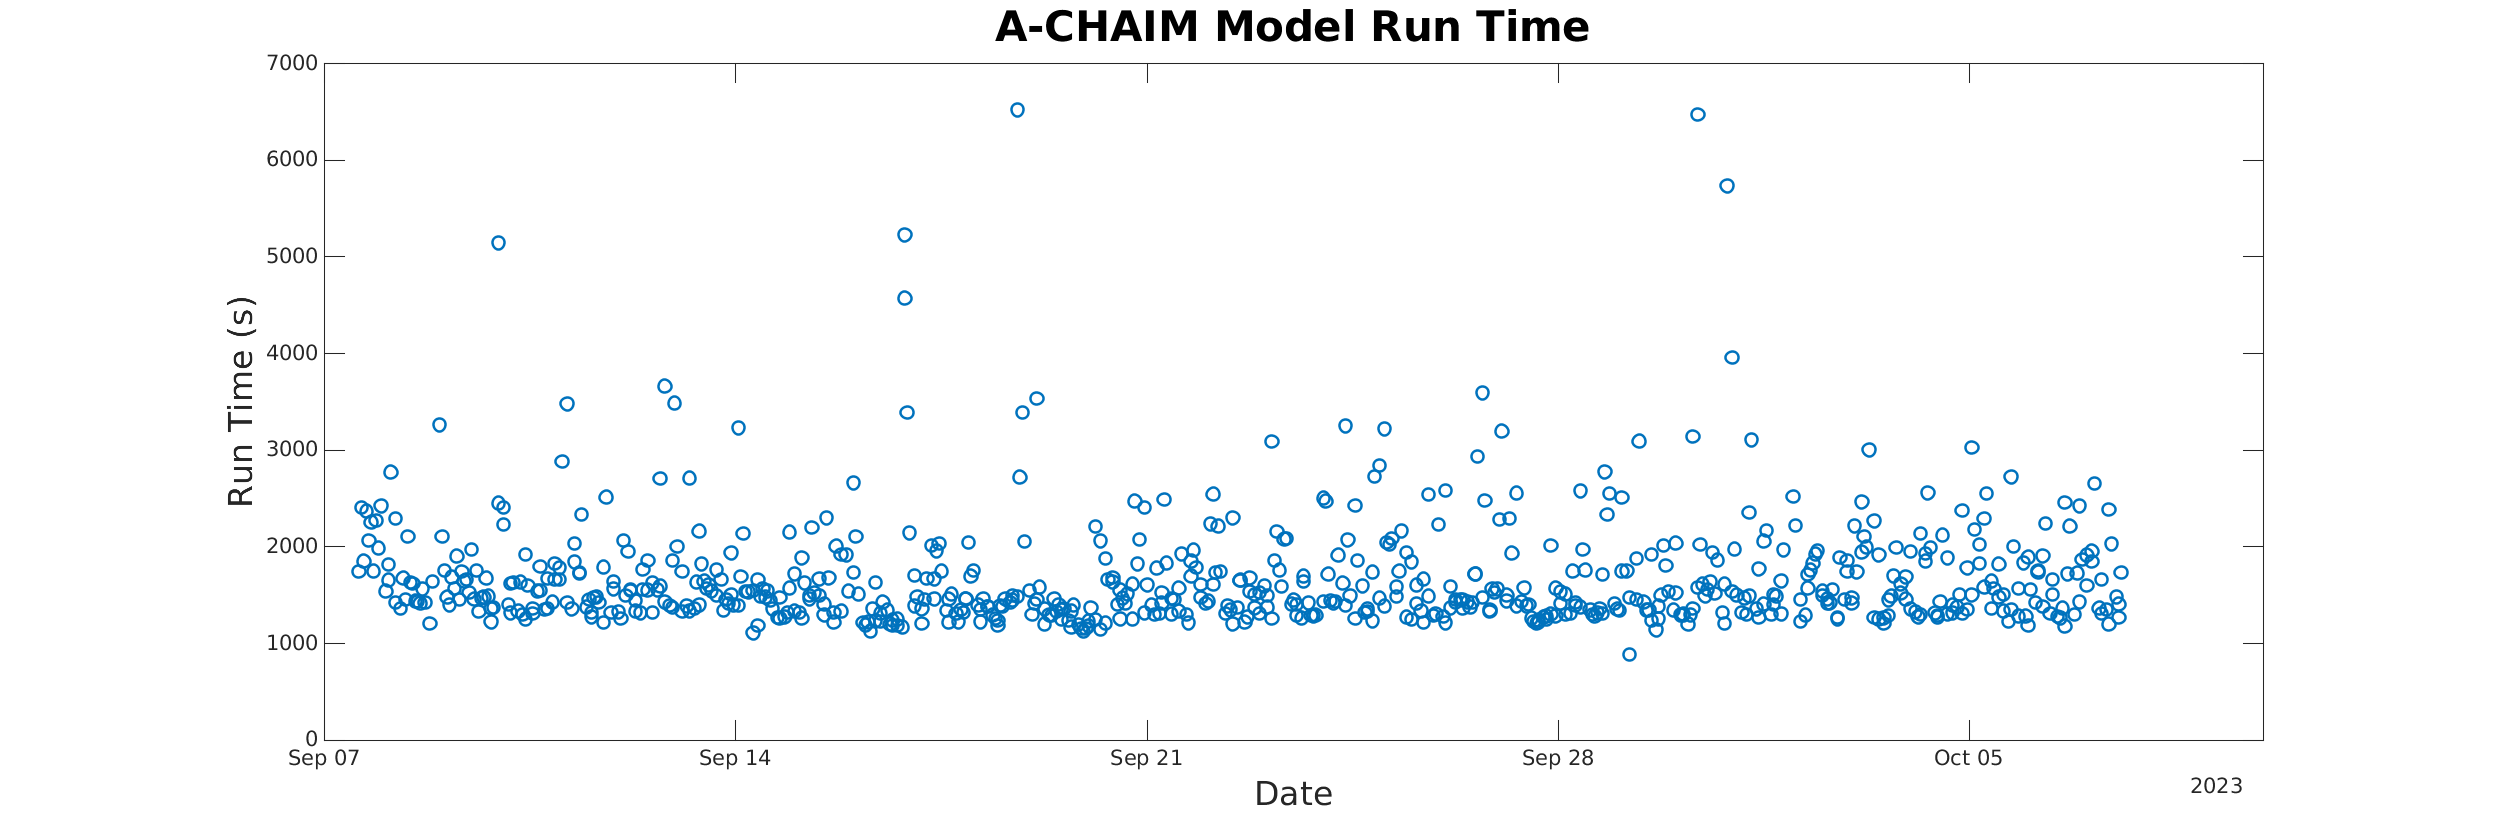 A-CHAIM Model Run Time
7000
6000
5000
4000
3000
2000
1000
0
Run Time (s)
Sep 07
Sep 14
Sep 21
Sep 28
Oct 05
2023
Date